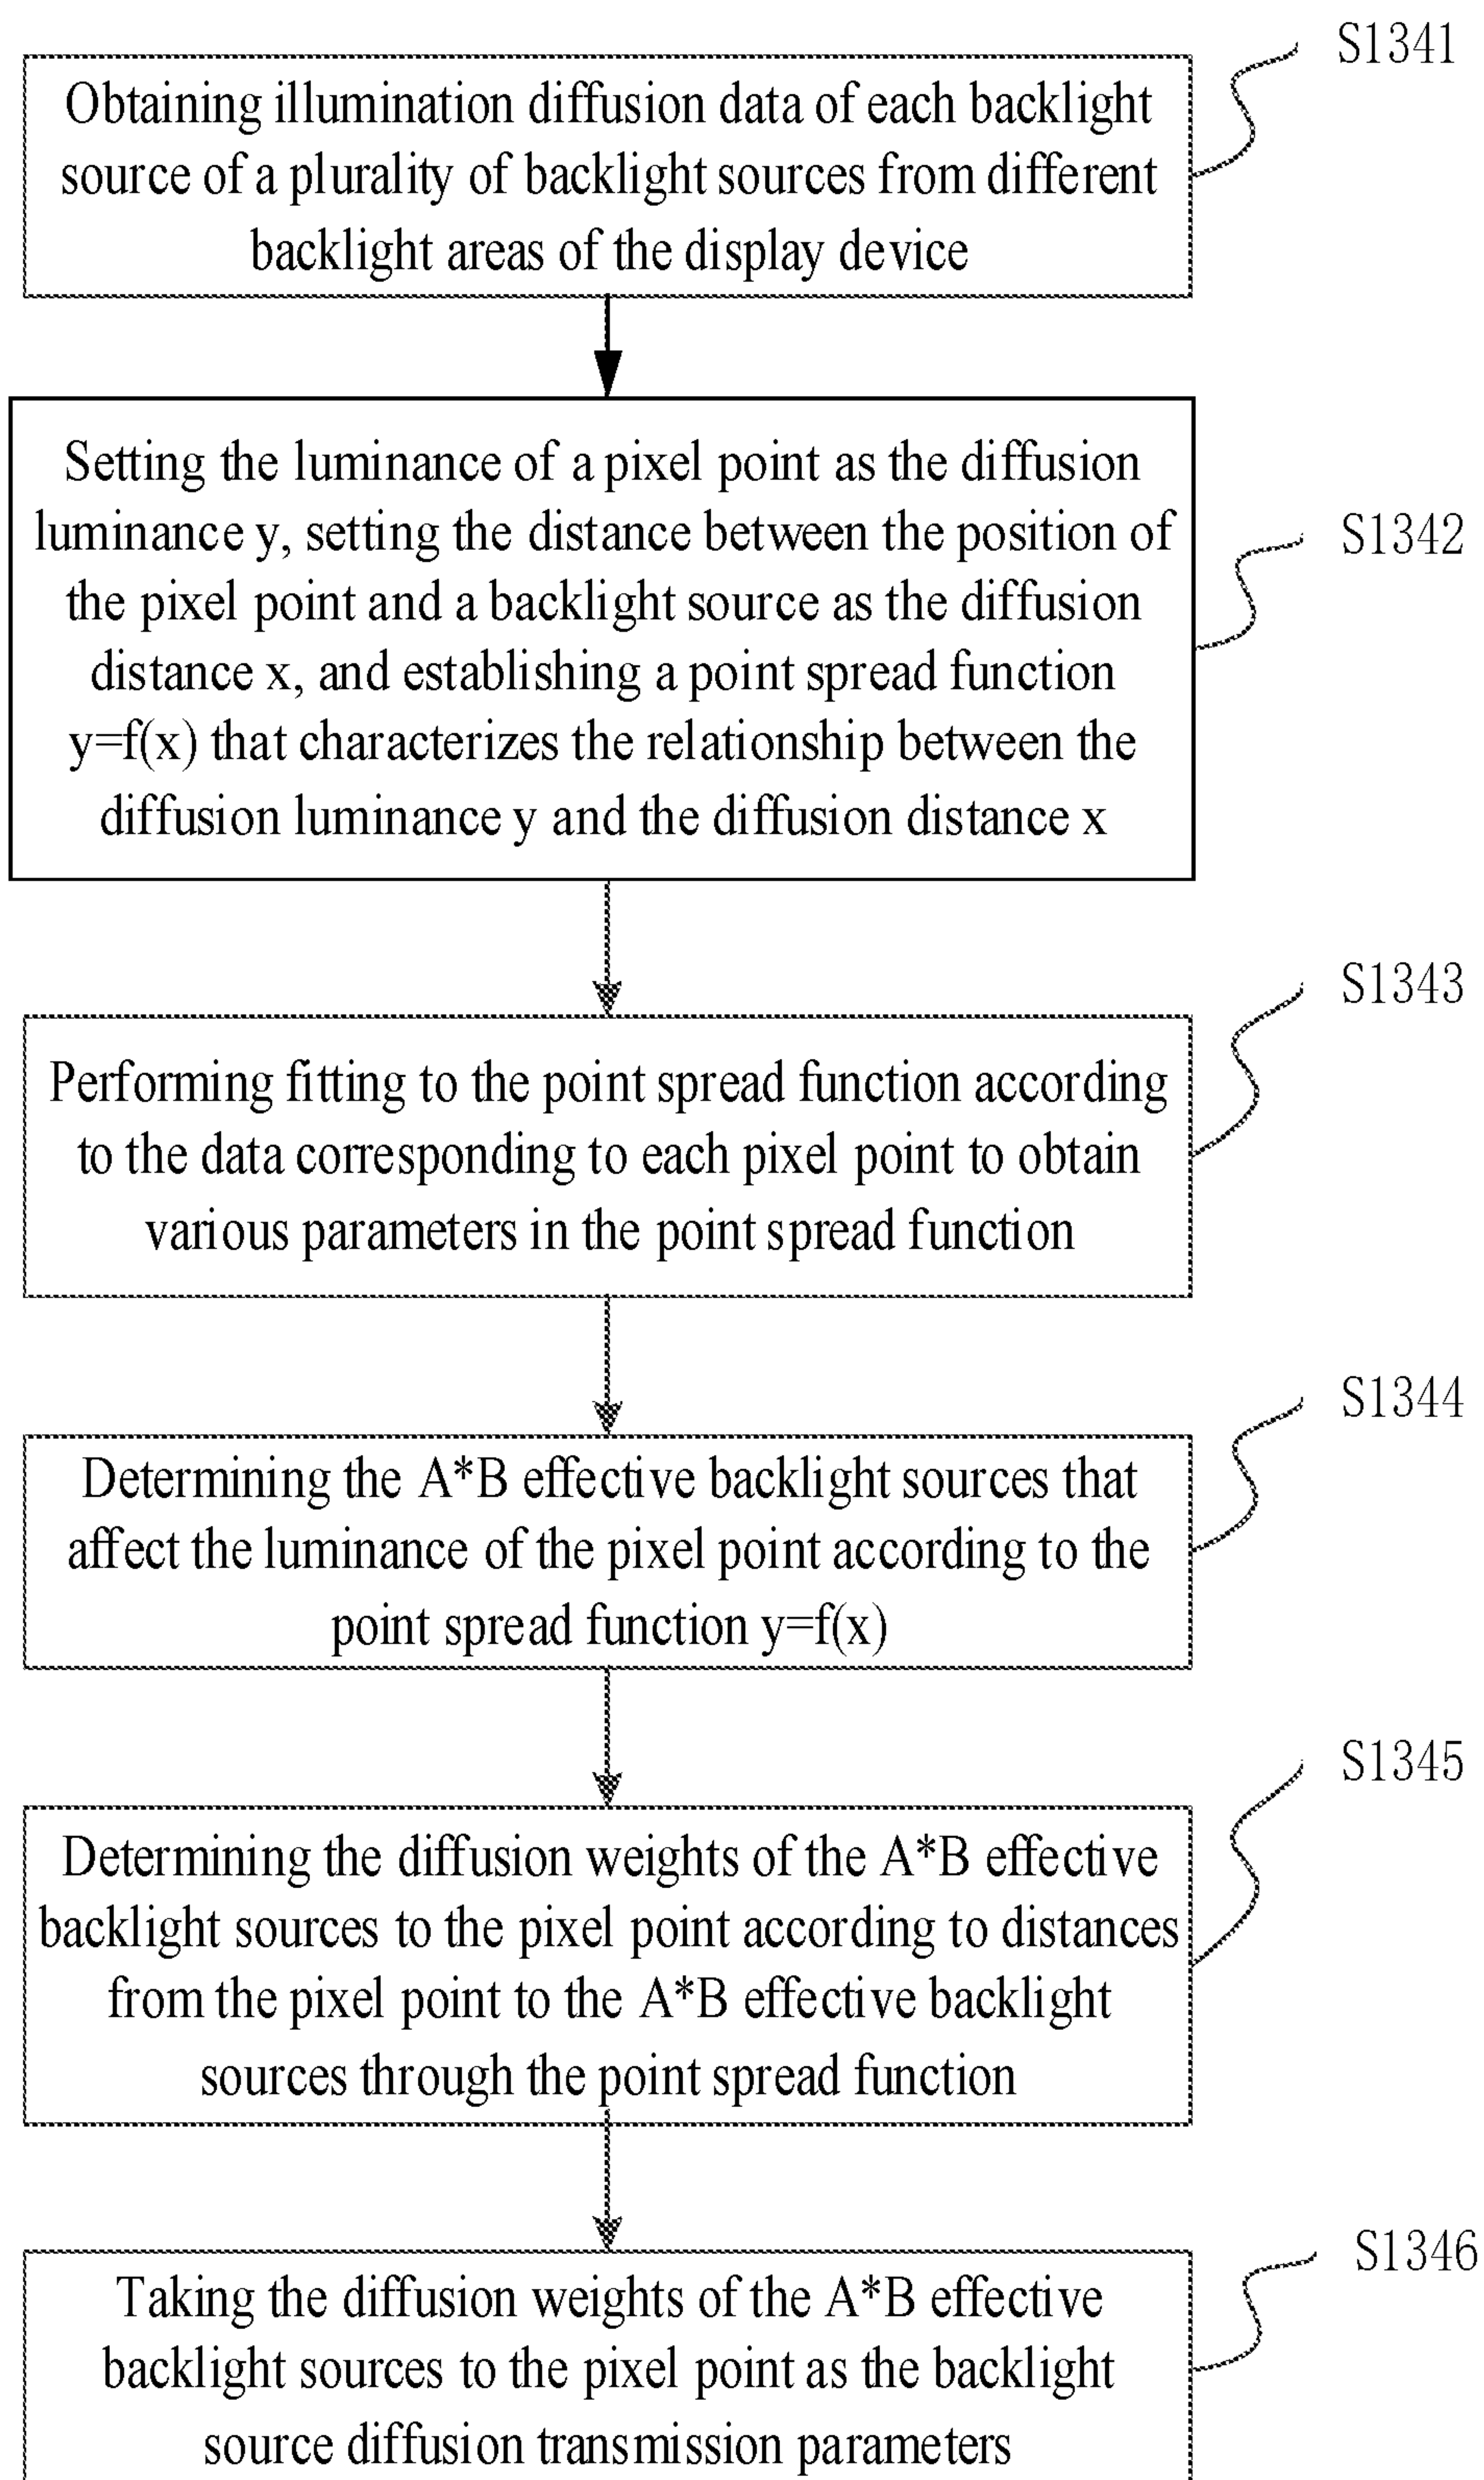 S1341
Obtaining illumination diffusion data of each backlight
source of a plurality of backlight sources from different
backlight areas of the display device
Setting the luminance of a pixel point as the diffusion
luminance y, setting the distance between the position of
the pixel point and a backlight source as the diffusion
distance x, and establishing a point spread function
y=f(x) that characterizes the relationship between the
diffusion luminance y and the diffusion distance x
S1342
Performing fitting to the point spread function according
to the data corresponding to each pixel point to obtain
various parameters in the point spread function
S1343
Determining the A*B effective backlight sources that
affect the luminance of the pixel point according to the
point spread function y=f(x)
S1344
Determining the diffusion weights of the A*B effective
backlight sources to the pixel point according to distances
from the pixel point to the A*B effective backlight
sources through the point spread function
S1345
Taking the diffusion weights of the A*B effective
backlight sources to the pixel point as the backlight
source diffusion transmission parameters
S1346